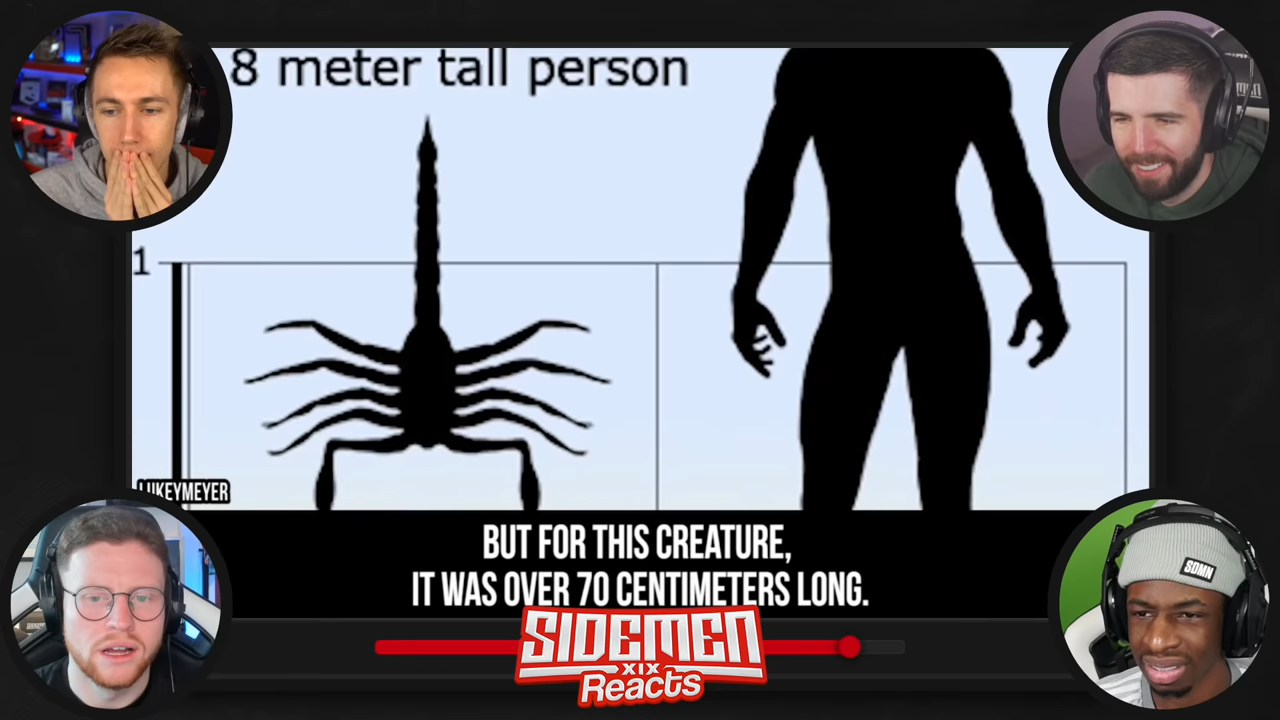 8 meter tall person
1
LUKEYMEYER
BUT FOR THIS CREATURE,
IT WAS OVER 70 CENTIMETERS LONG.
SIDEMEN
XIX
Reacts
SDMN